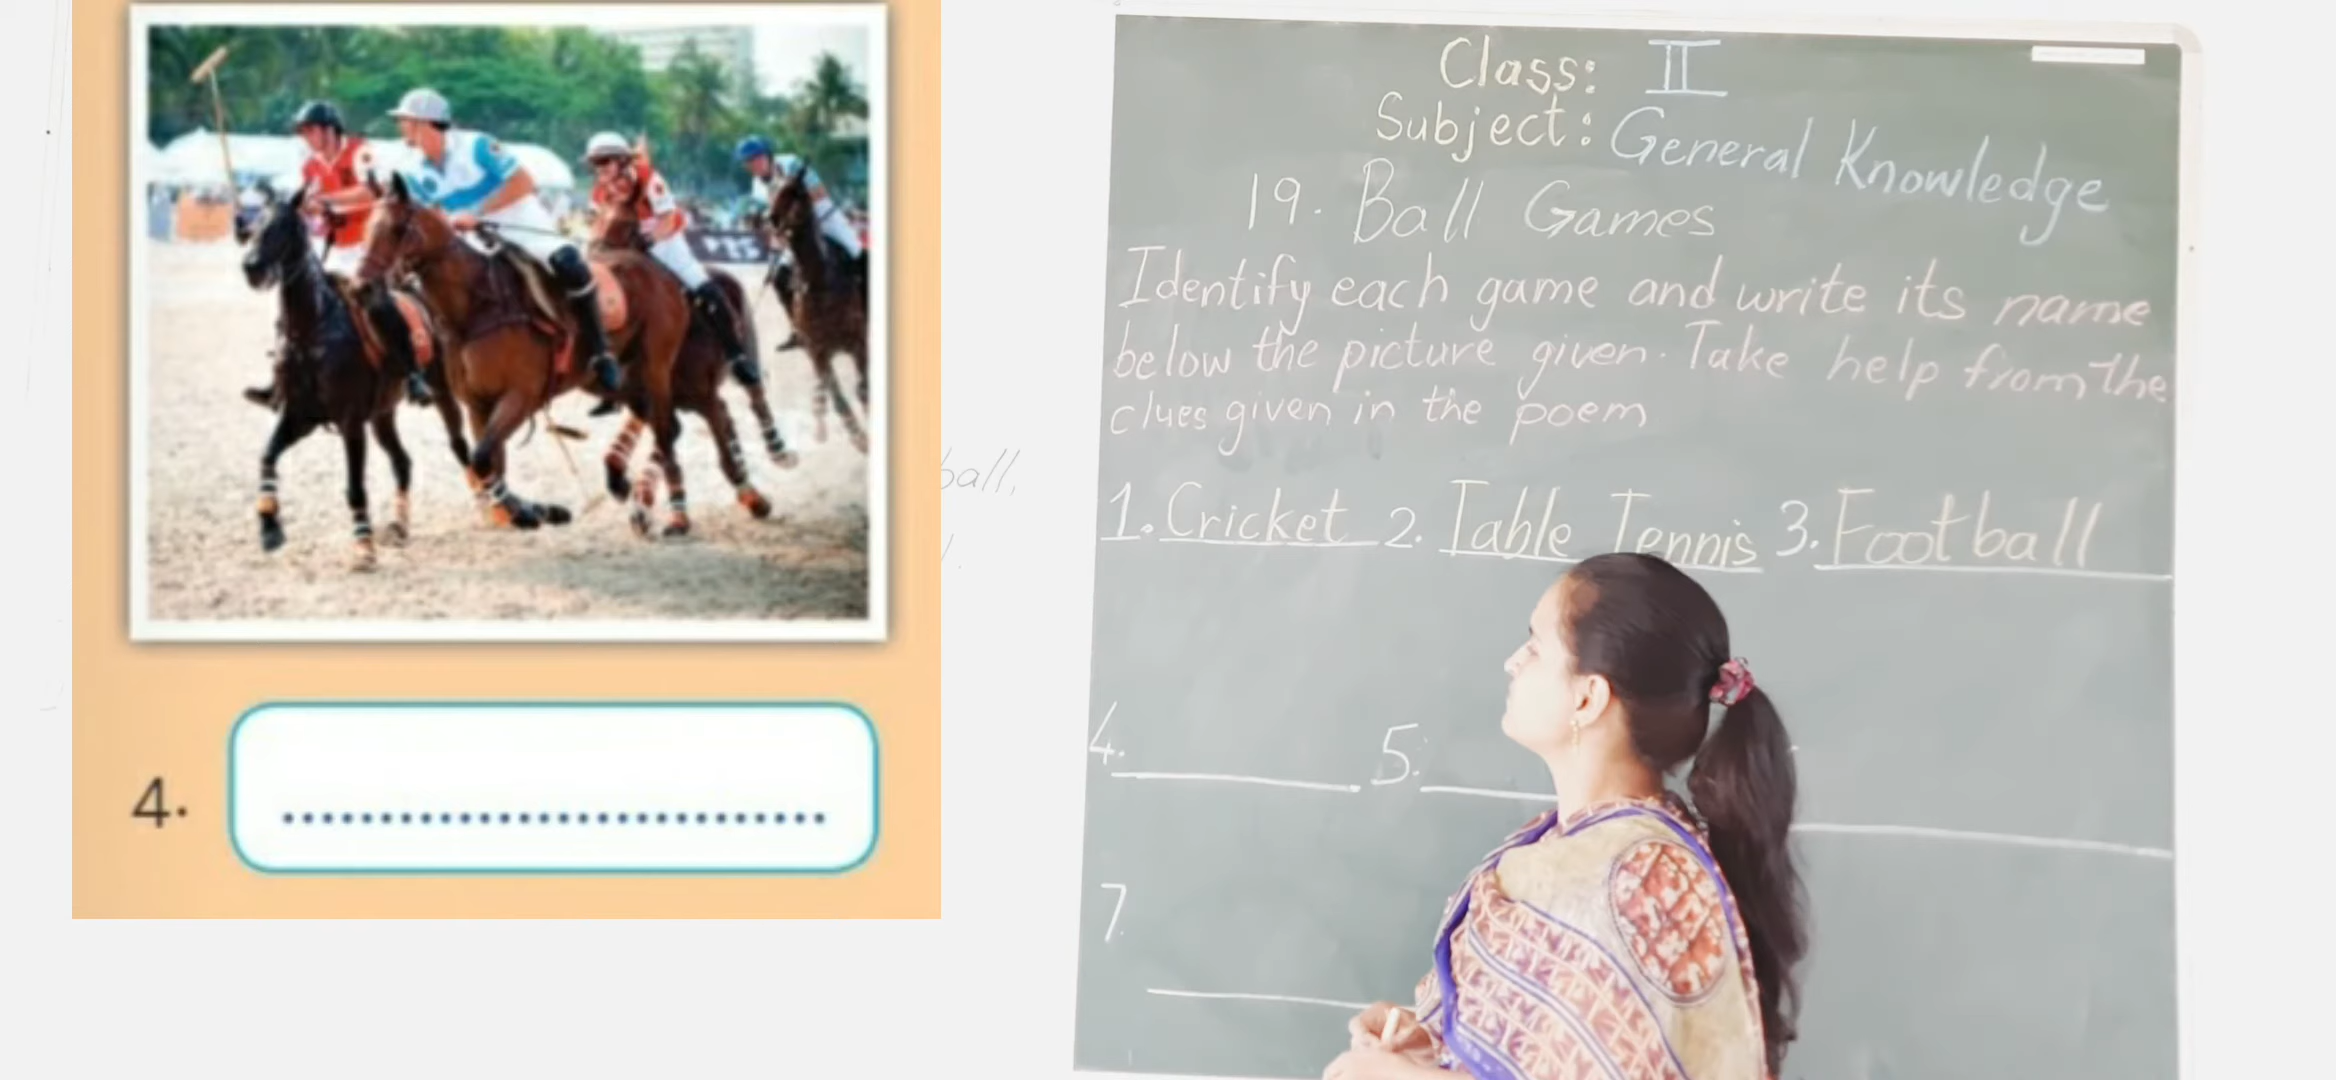 4.
ball,
Class: II
Subject: General Knowledge
19. Ball Games
Identify each game and write its name
below the picture given. Take help from the
clues given in the poem
1. Cricket 2. Table Tennis 3. Football
4. 5.
7.